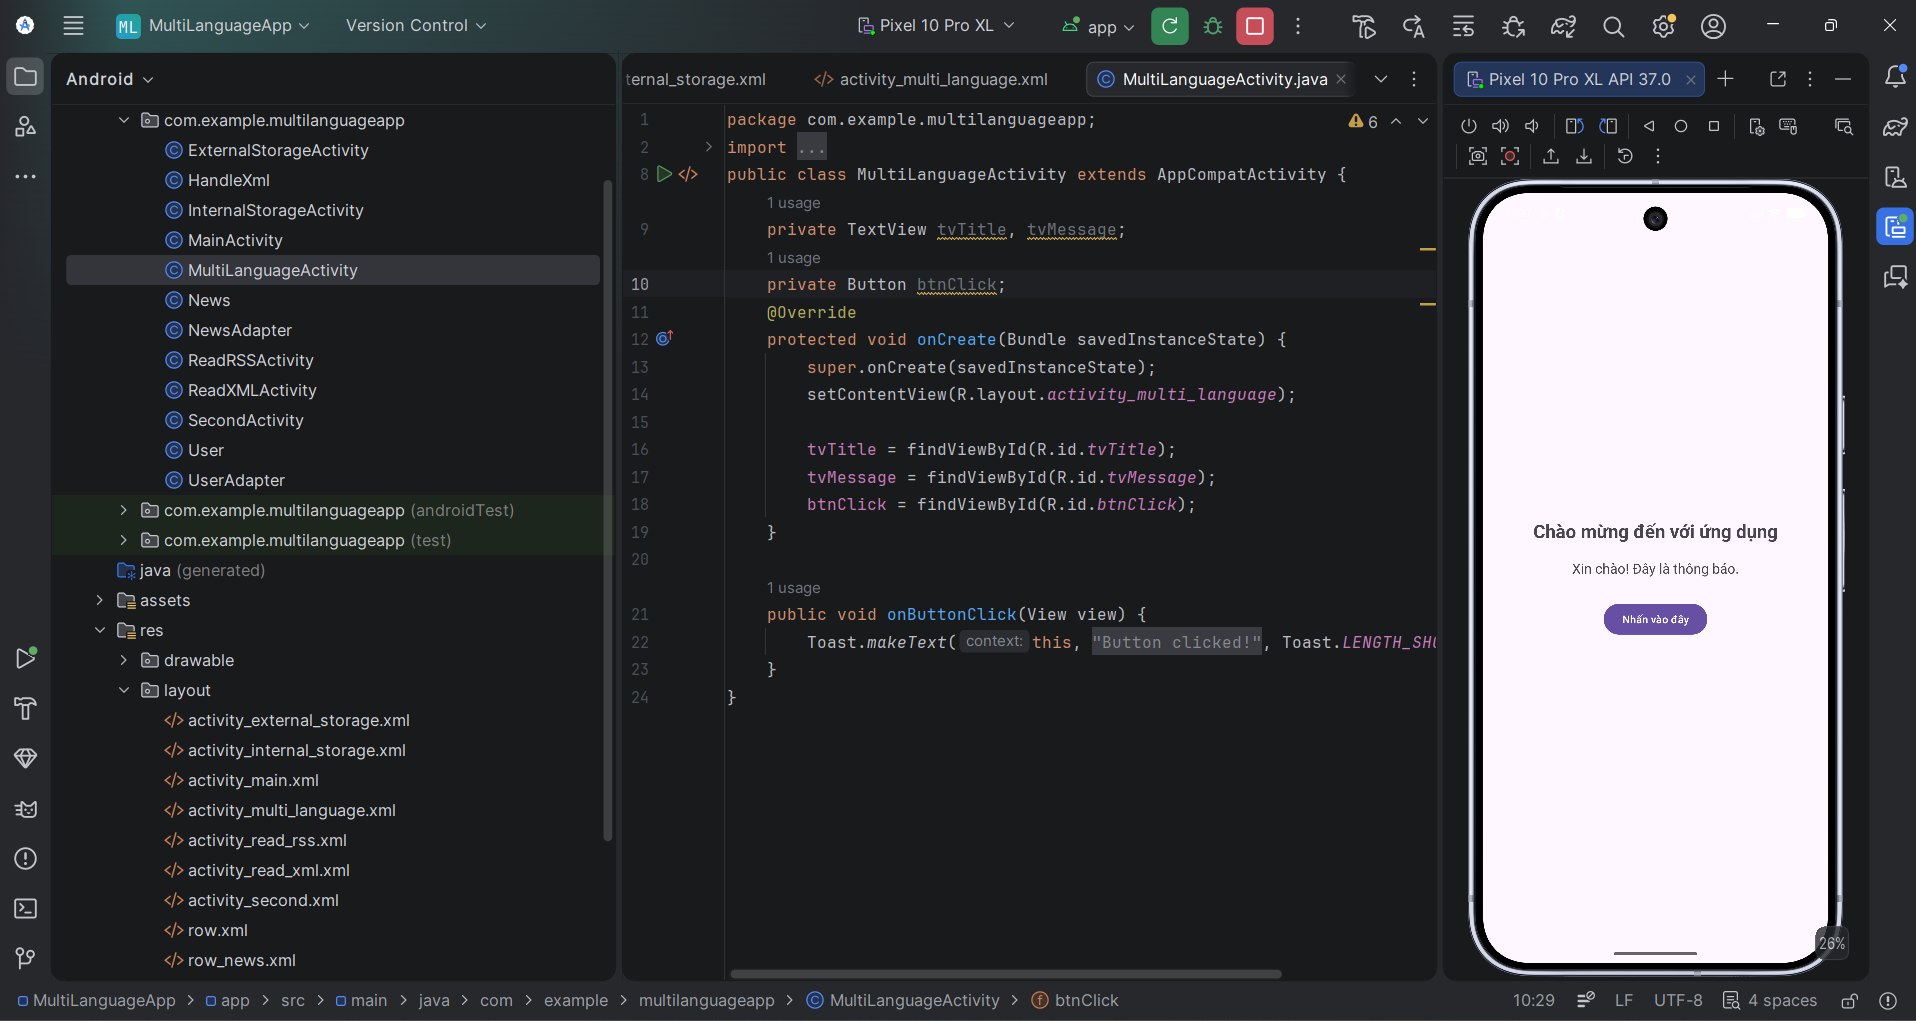 ML MultiLanguageApp Version Control Pixel 10 Pro XL app
Android
com.example.multilanguageapp
ExternalStorageActivity
HandleXml
InternalStorageActivity
MainActivity
MultiLanguageActivity
News
NewsAdapter
ReadRSSActivity
ReadXMLActivity
SecondActivity
User
UserAdapter
com.example.multilanguageapp (androidTest)
com.example.multilanguageapp (test)
java (generated)
assets
res
drawable
layout
</> activity_external_storage.xml
</> activity_internal_storage.xml
</> activity_main.xml
</> activity_multi_language.xml
</> activity_read_rss.xml
</> activity_read_xml.xml
</> activity_second.xml
</> row.xml
</> row_news.xml
ternal_storage.xml </> activity_multi_language.xml MultiLanguageActivity.java
1 package com.example.multilanguageapp; 6
2 import ...
8 </> public class MultiLanguageActivity extends AppCompatActivity {
1 usage
9 private TextView tvTitle, tvMessage;
1 usage
10 private Button btnClick;
11 @Override
12 protected void onCreate(Bundle savedInstanceState) {
13 super.onCreate(savedInstanceState);
14 setContentView(R.layout.activity_multi_language);
15
16 tvTitle = findViewById(R.id.tvTitle);
17 tvMessage = findViewById(R.id.tvMessage);
18 btnClick = findViewById(R.id.btnClick);
19 }
20
1 usage
21 public void onButtonClick(View view) {
22 Toast.makeText( context: this, "Button clicked!", Toast.LENGTH_SHO
23 }
24 }
Pixel 10 Pro XL API 37.0
Chào mừng đến với ứng dụng
Xin chào! Đây là thông báo.
Nhấn vào đây
26%
MultiLanguageApp > app > src > main > java > com > example > multilanguageapp > MultiLanguageActivity > btnClick
10:29 LF UTF-8 4 spaces